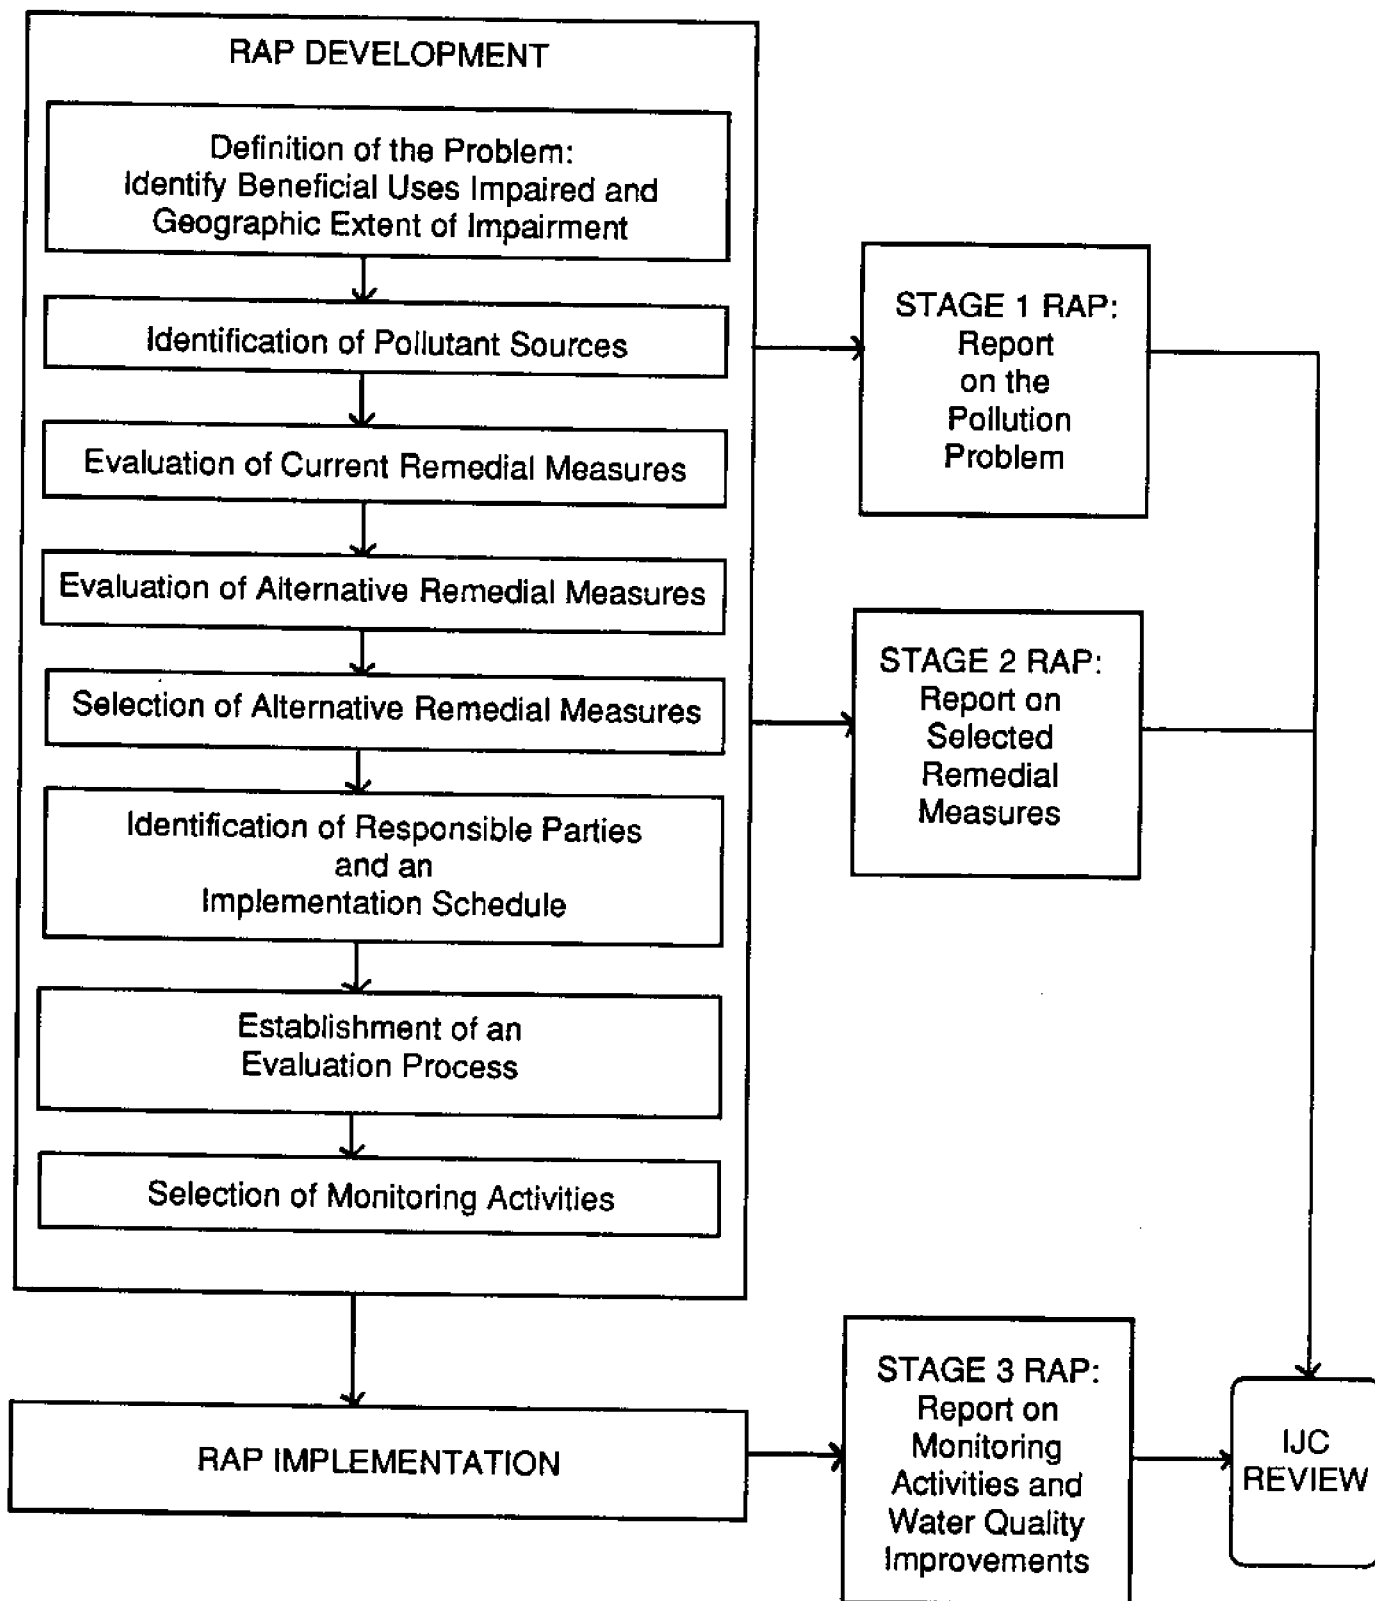 RAP DEVELOPMENT
Definition of the Problem:
Identify Beneficial Uses Impaired and
Geographic Extent of Impairment
Identification of Pollutant Sources
Evaluation of Current Remedial Measures
Evaluation of Alternative Remedial Measures
Selection of Alternative Remedial Measures
Identification of Responsible Parties
and an
Implementation Schedule
Establishment of an
Evaluation Process
Selection of Monitoring Activities
RAP IMPLEMENTATION
STAGE 1 RAP:
Report
on the
Pollution
Problem
STAGE 2 RAP:
Report on
Selected
Remedial
Measures
STAGE 3 RAP:
Report on
Monitoring
Activities and
Water Quality
Improvements
IJC
REVIEW